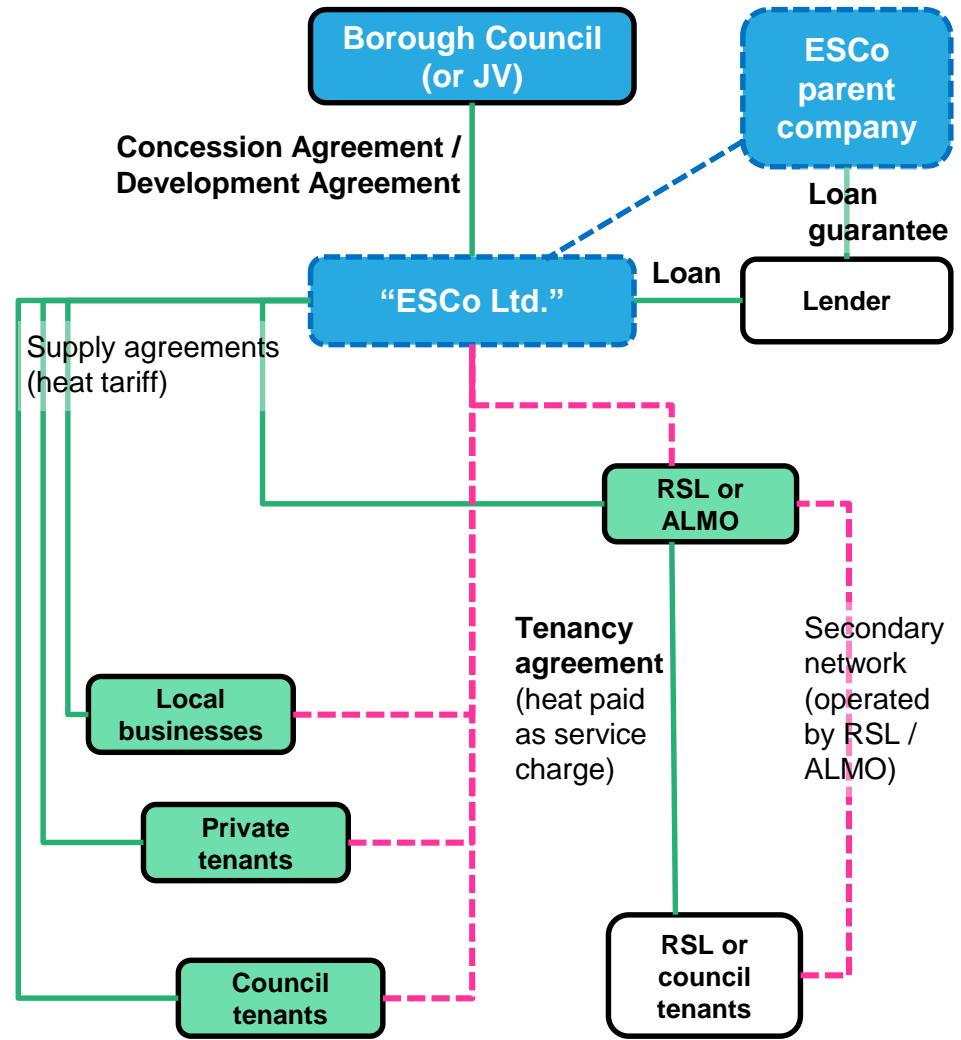 Borough Council
(or JV)
ESCo
parent
company
Concession Agreement /
Development Agreement
Loan
guarantee
“ESCo Ltd.”
Loan
Lender
Supply agreements
(heat tariff)
RSL or
ALMO
Tenancy
agreement
(heat paid
as service
charge)
Secondary
network
(operated
by RSL /
ALMO)
Local
businesses
Private
tenants
Council
tenants
RSL or
council
tenants